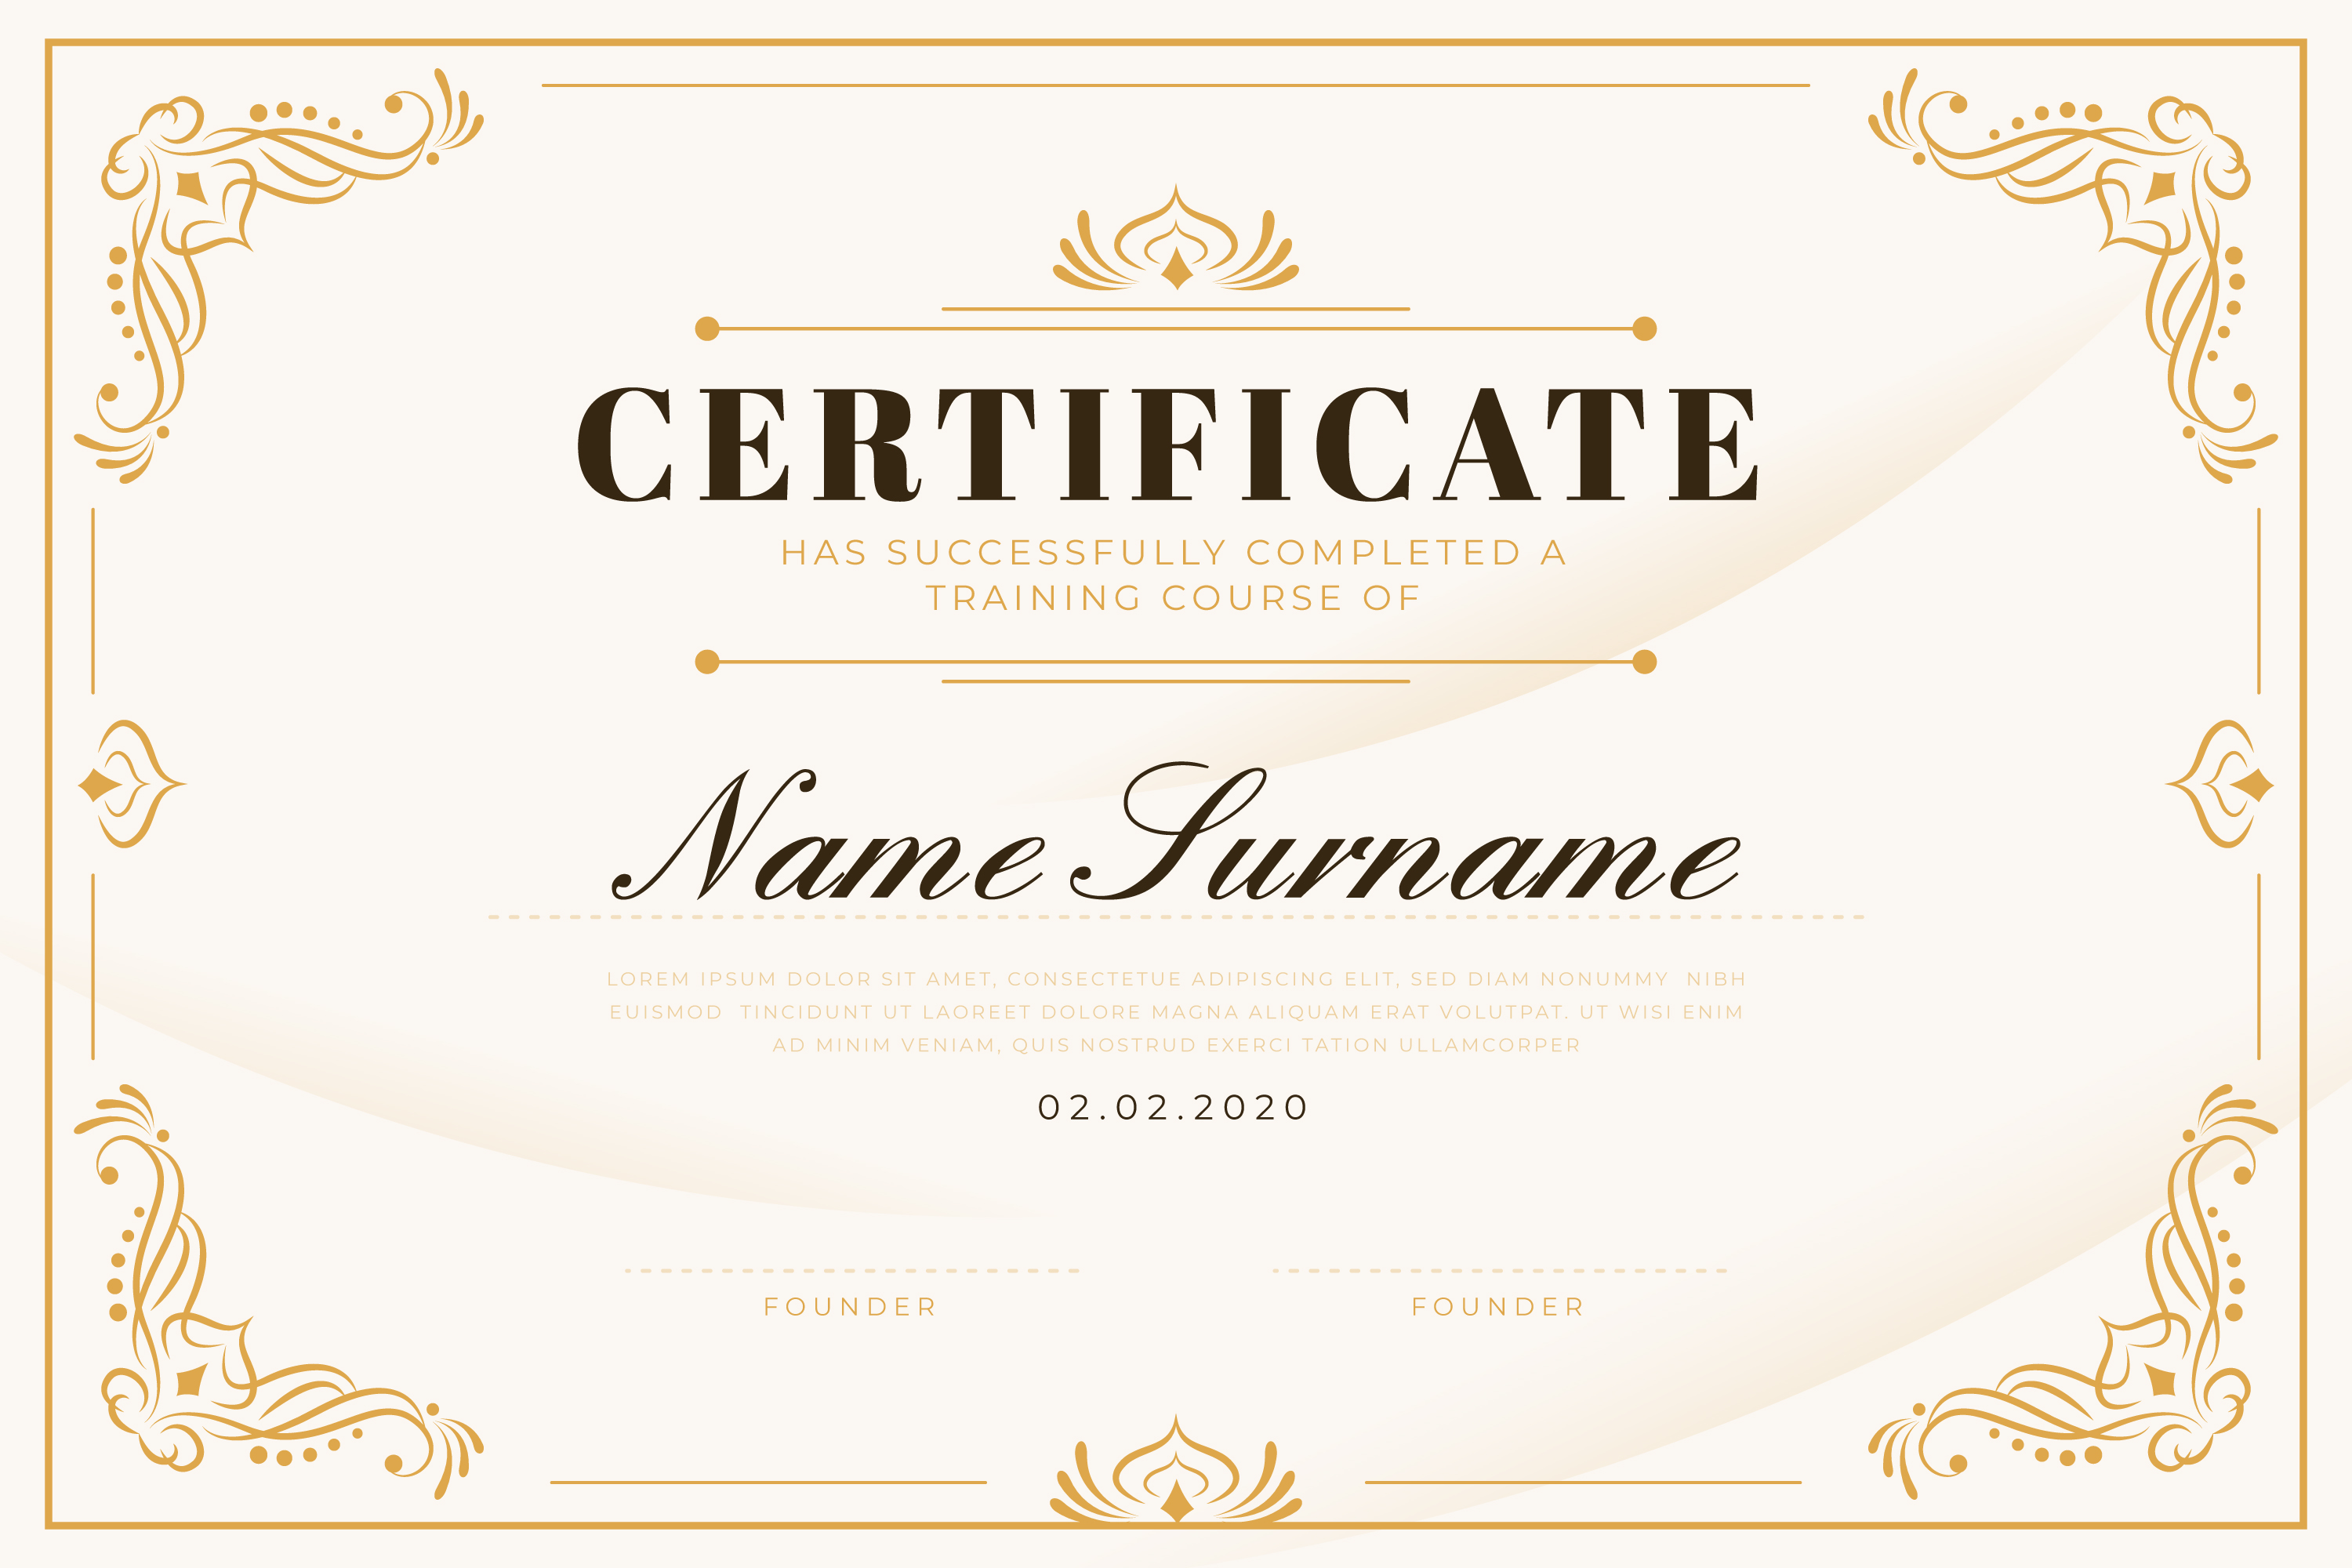 CERTIFICATE
HAS SUCCESSFULLY COMPLETED A
TRAINING COURSE OF
Name Surname
LOREM IPSUM DOLOR SIT AMET, CONSECTETUE ADIPISCING ELIT, SED DIAM NONUMMY NIBH
EUISMOD TINCIDUNT UT LAOREET DOLORE MAGNA ALIQUAM ERAT VOLUTPAT. UT WISI ENIM
AD MINIM VENIAM, QUIS NOSTRUD EXERCI TATION ULLAMCORPER
02.02.2020
FOUNDER FOUNDER